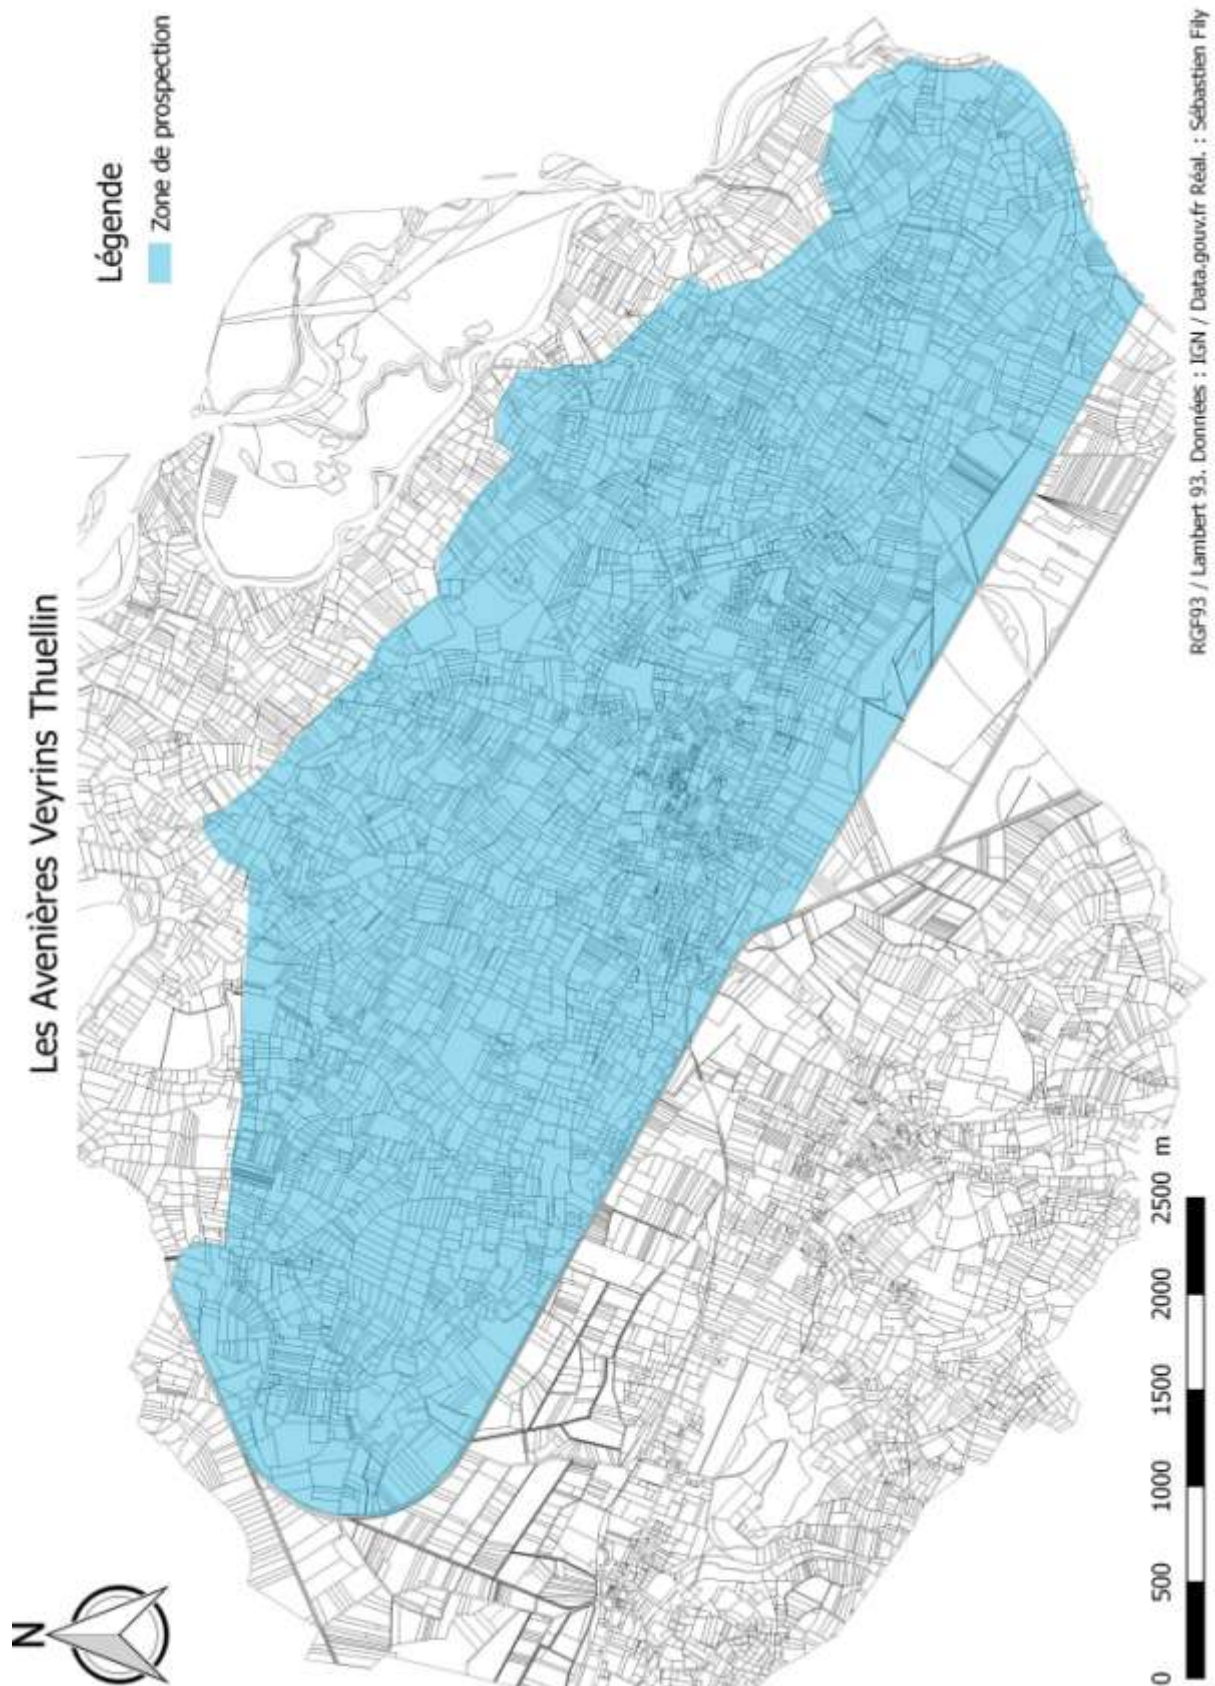 Les Avenières Veyrins Thuellin
N
Légende
Zone de prospection
0 500 1000 1500 2000 2500 m
RGF93 / Lambert 93. Données : IGN / Data.gouv.fr Réal. : Sébastien Fily